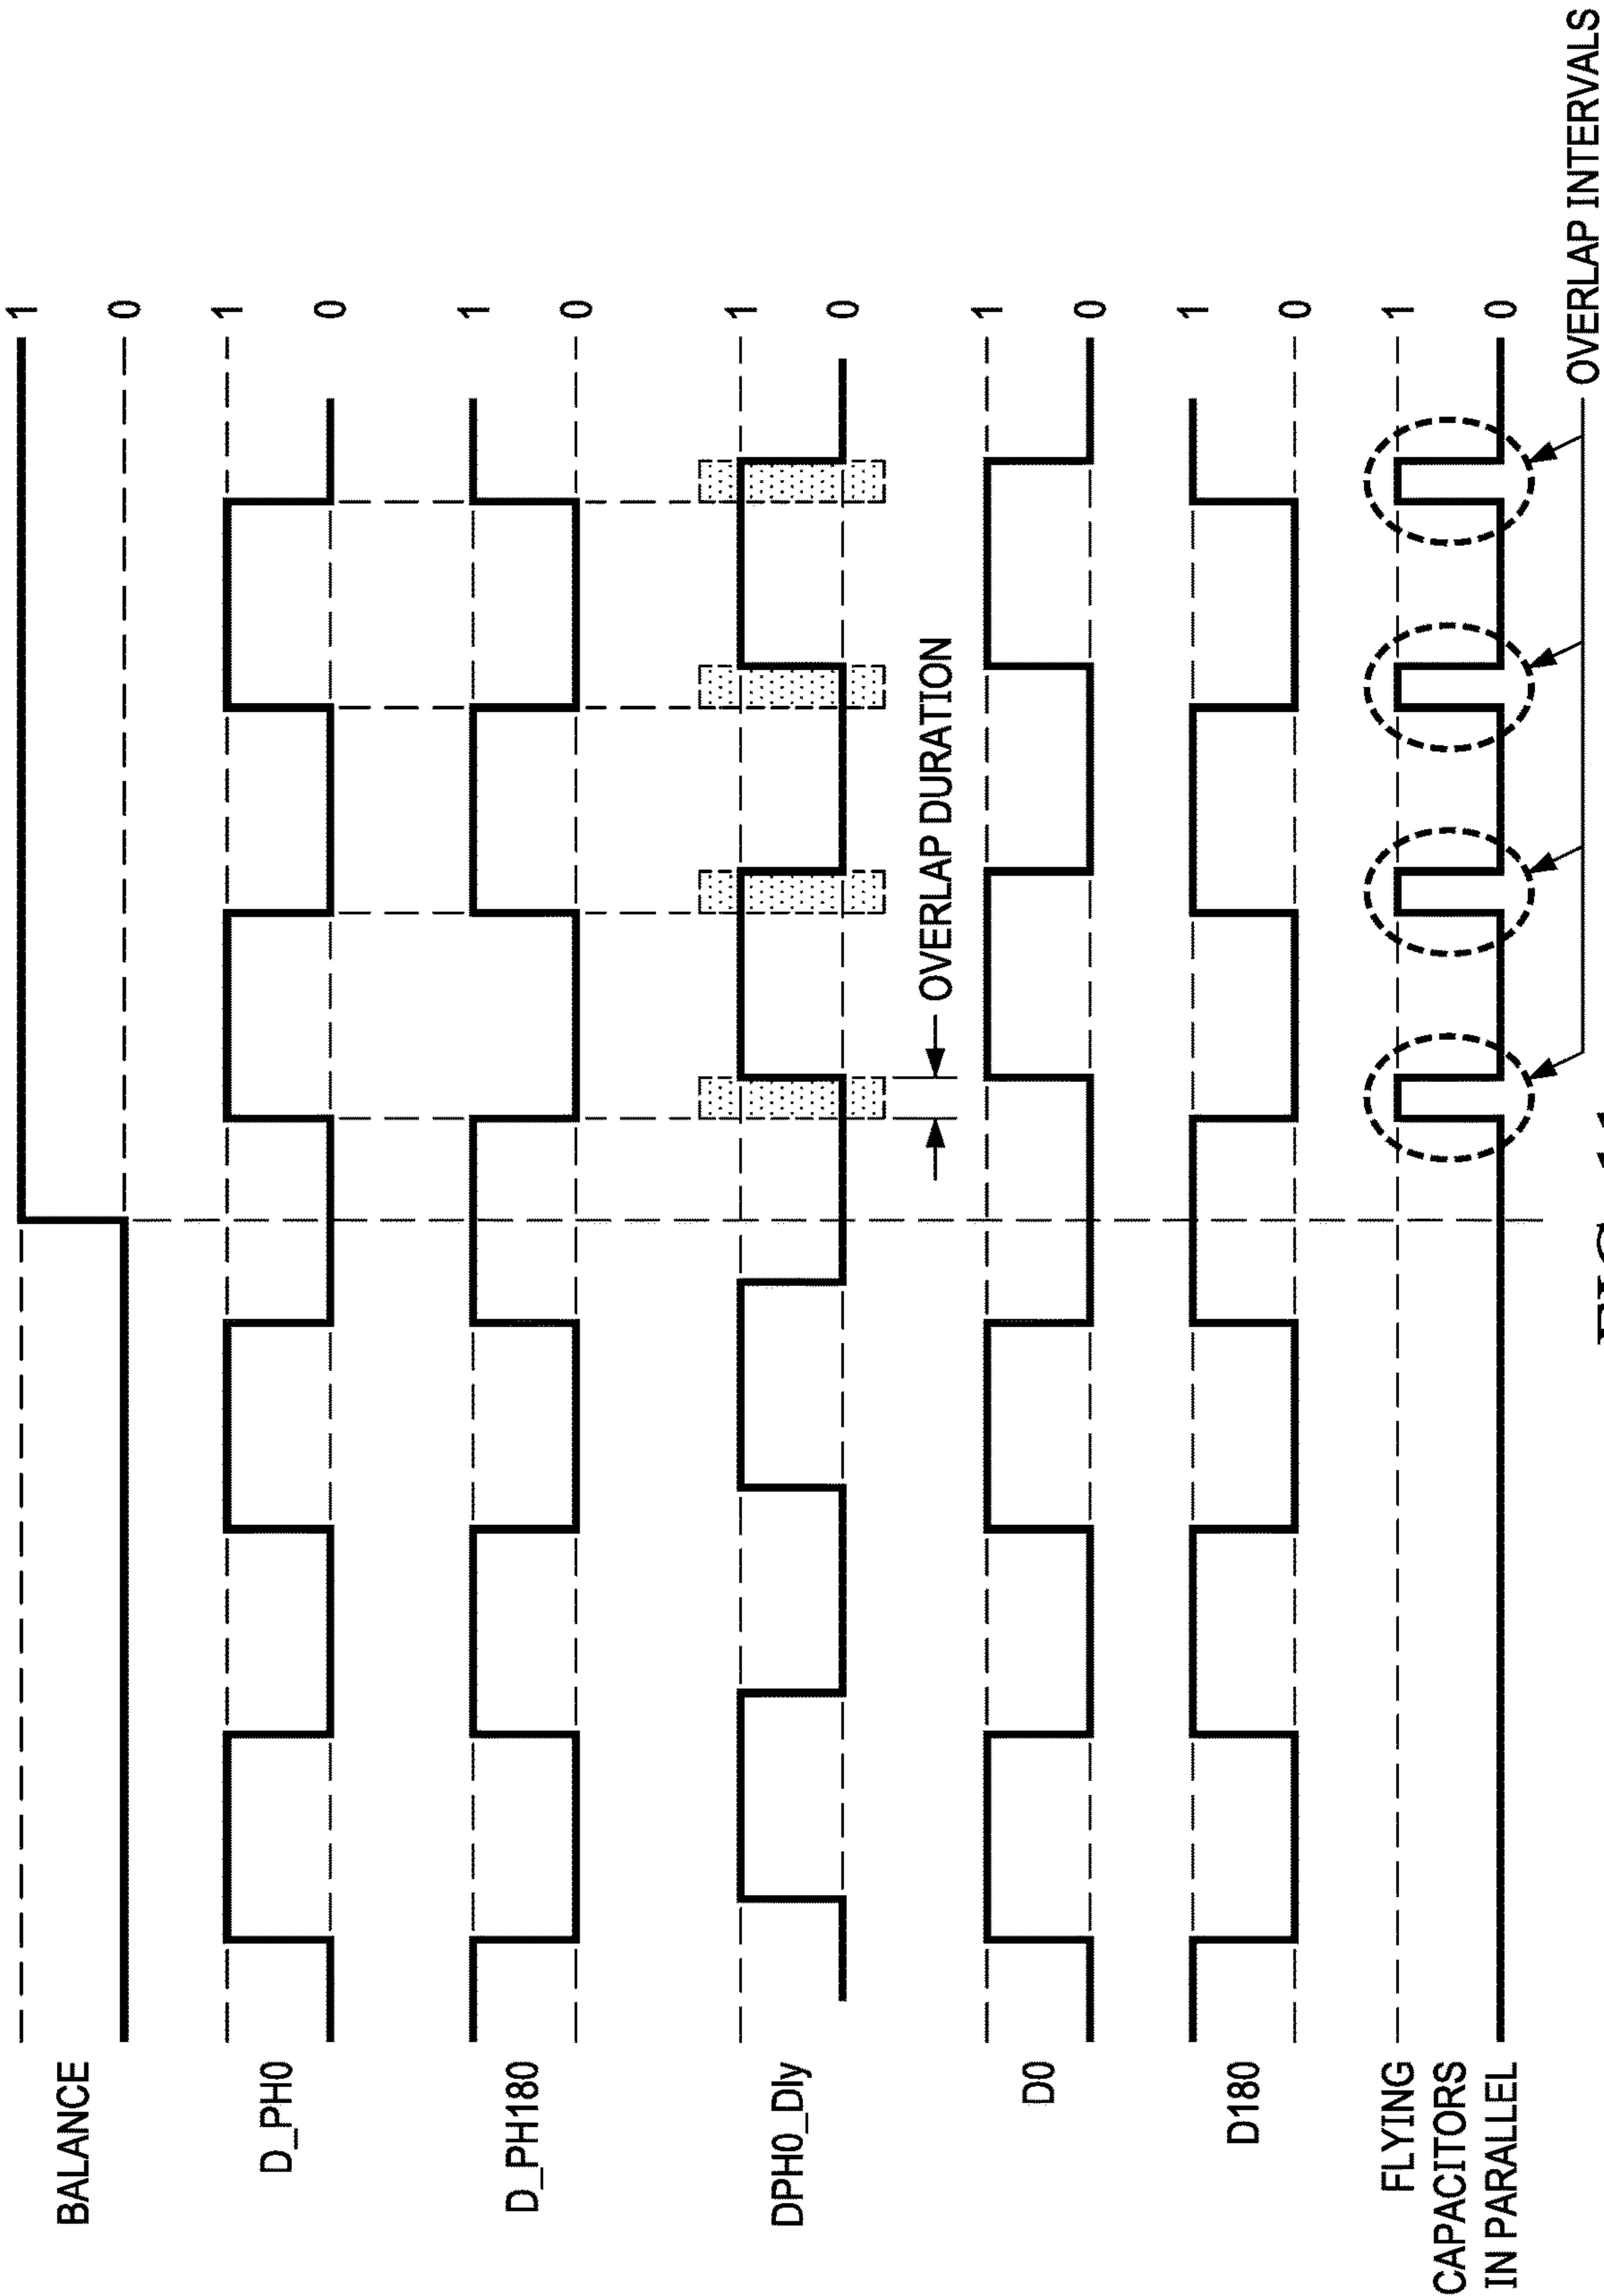 BALANCE
1
0
D_PH0
1
0
D_PH180
1
0
DPH0_Dly
1
0
OVERLAP DURATION
D0
1
0
D180
1
0
FLYING
CAPACITORS
IN PARALLEL
1
0
OVERLAP INTERVALS